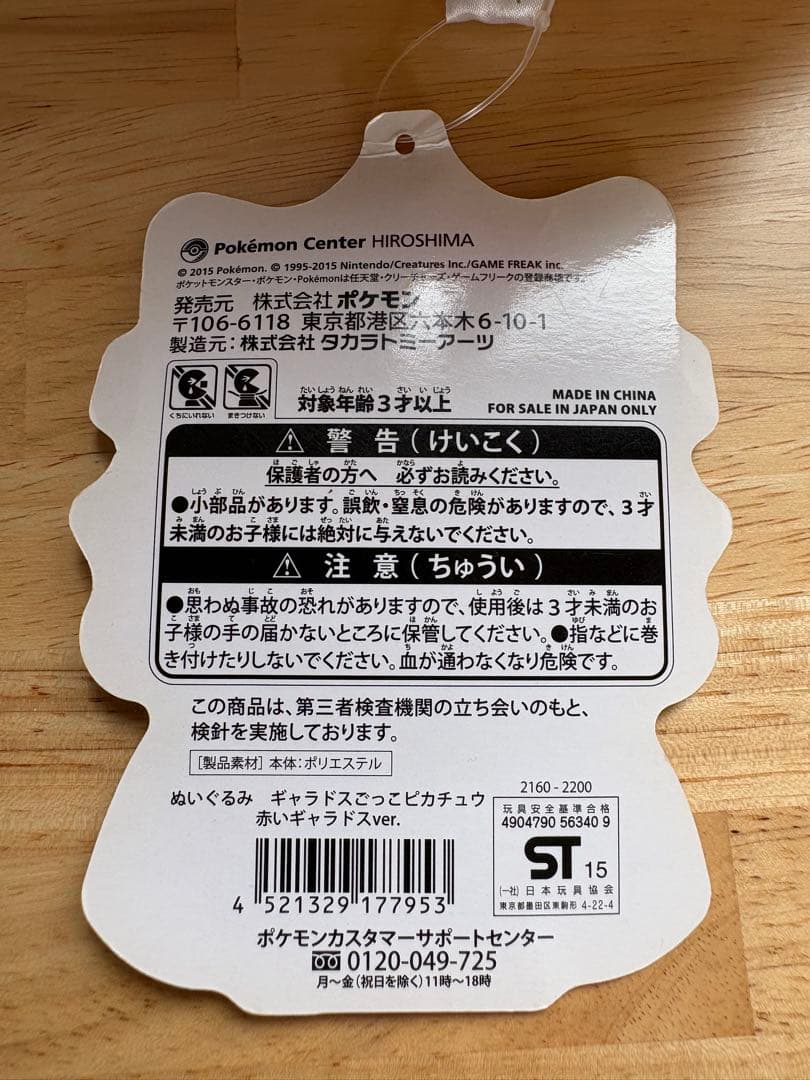 Pokémon Center HIROSHIMA
© 2015 Pokémon. © 1995-2015 Nintendo/Creatures Inc./GAME FREAK inc.
ポケットモンスター・ポケモン・Pokémonは任天堂・クリーチャーズ・ゲームフリークの登録商標です。
発売元 株式会社 ポケモン
〒106-6118 東京都港区六本木6-10-1
製造元：株式会社 タカラトミーアーツ
くちにいれない まきつけない
対象年齢3才以上
MADE IN CHINA
FOR SALE IN JAPAN ONLY
⚠ 警告（けいこく）
保護者の方へ 必ずお読みください。
●小部品があります。誤飲・窒息の危険がありますので、3才
未満のお子様には絶対に与えないでください。
⚠ 注意（ちゅうい）
●思わぬ事故の恐れがありますので、使用後は3才未満のお
子様の手の届かないところに保管してください。●指などに巻
き付けたりしないでください。血が通わなくなり危険です。
この商品は、第三者検査機関の立ち会いのもと、
検針を実施しております。
［製品素材］本体：ポリエステル
ぬいぐるみ ギャラドスごっこピカチュウ
赤いギャラドスver.
4 521329 177953
2160 - 2200
玩具安全基準合格
4904790 56340 9
ST 15
(一社)日本玩具協会
東京都墨田区東駒形 4-22-4
ポケモンカスタマーサポートセンター
0120-049-725
月〜金（祝日を除く）11時〜18時